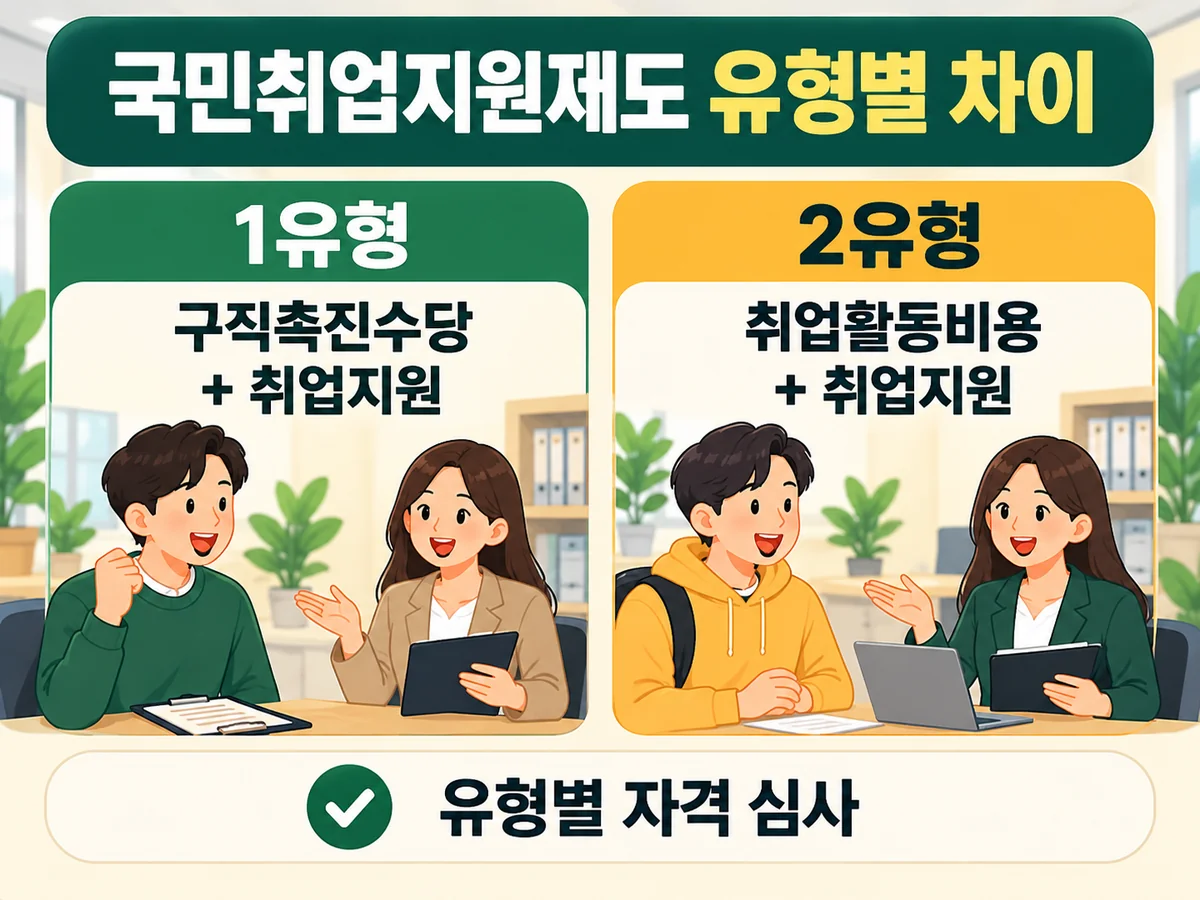 국민취업지원제도 유형별 차이
1유형
구직촉진수당
+ 취업지원
2유형
취업활동비용
+ 취업지원
유형별 자격 심사